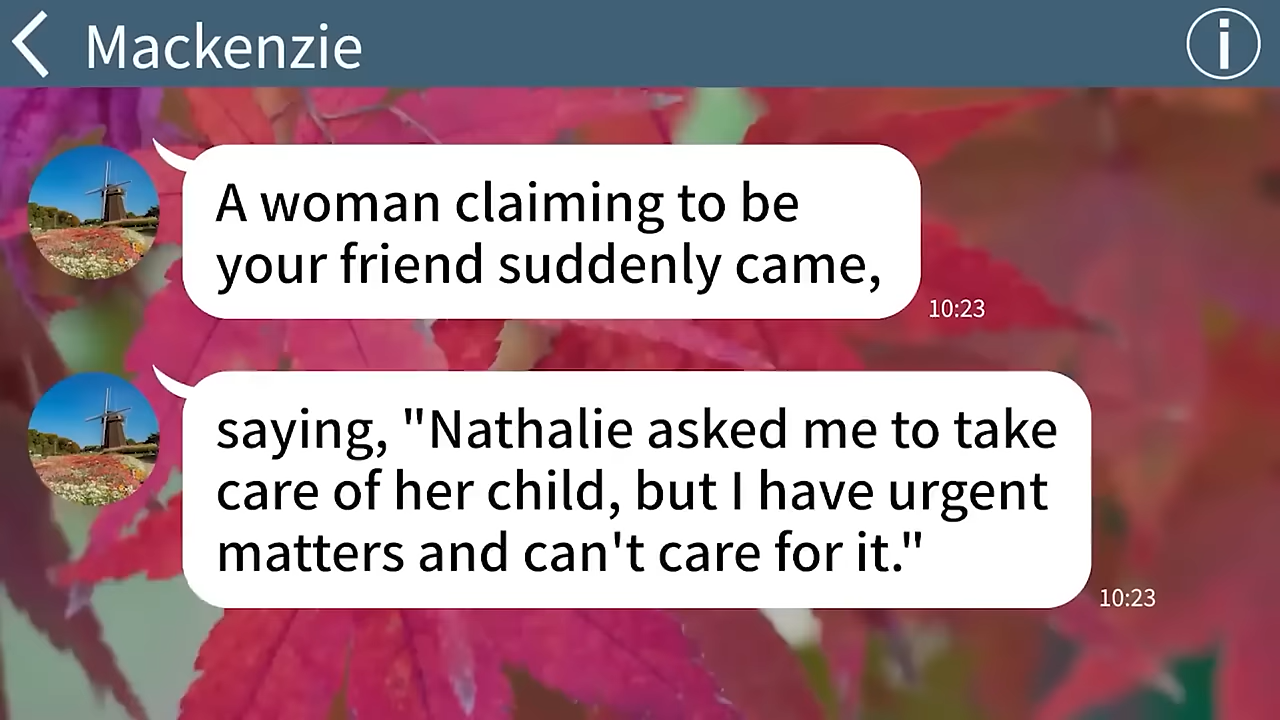 Mackenzie
A woman claiming to be
your friend suddenly came,
10:23
saying, "Nathalie asked me to take
care of her child, but I have urgent
matters and can't care for it."
10:23